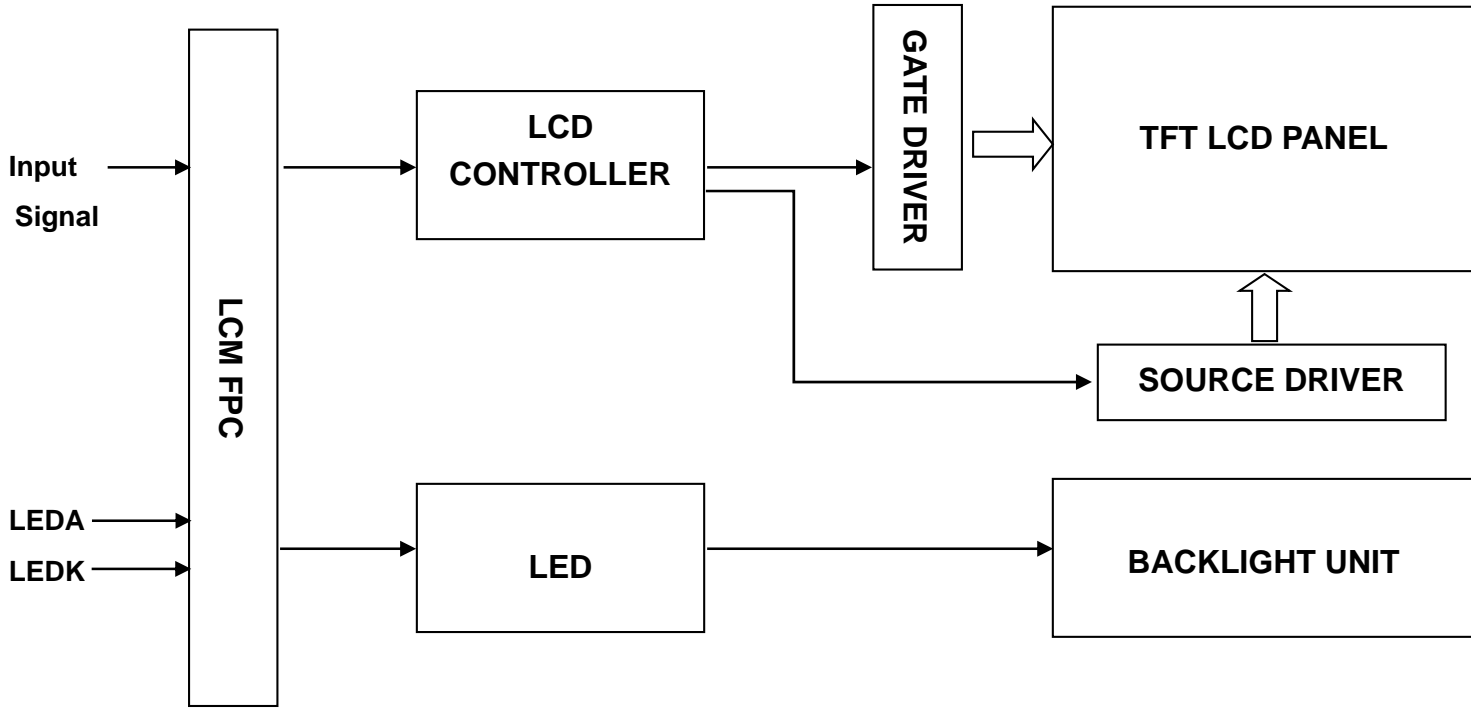 Input
Signal
LEDA
LEDK
LCM FPC
LCD
CONTROLLER
LED
GATE DRIVER
TFT LCD PANEL
SOURCE DRIVER
BACKLIGHT UNIT